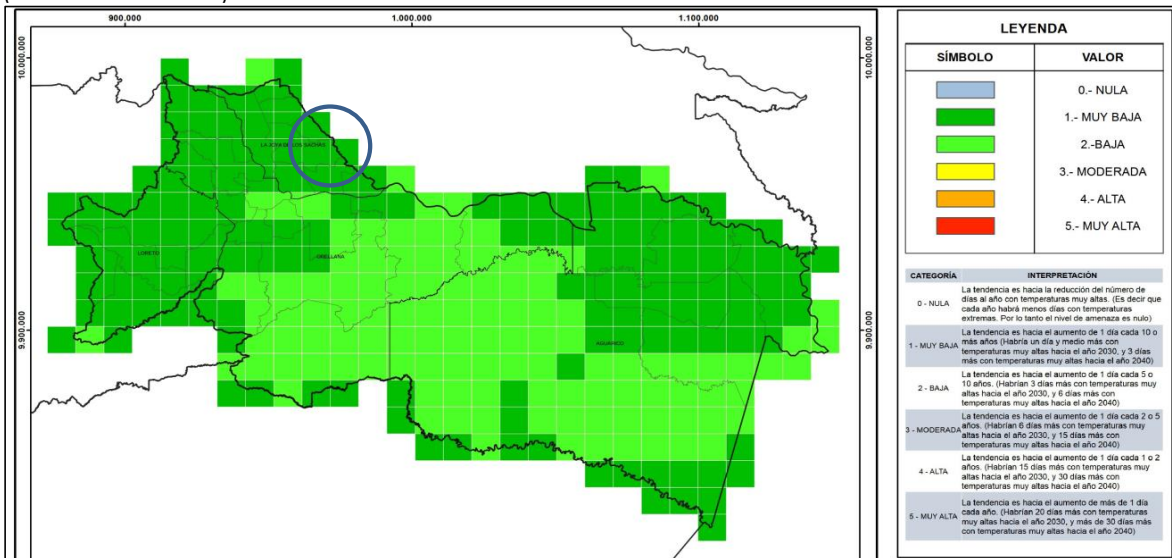 900.000
1.000.000
1.100.000
10.000.000
10.000.000
9.900.000
9.900.000
LA JOYA DE LOS SACHAS
LORETO
ORELLANA
AGUARICO
LEYENDA
SÍMBOLO VALOR
0.- NULA
1.- MUY BAJA
2.-BAJA
3.- MODERADA
4.- ALTA
5.- MUY ALTA
CATEGORÍA INTERPRETACIÓN
0 - NULA
La tendencia es hacia la reducción del número de
días al año con temperaturas muy altas. (Es decir que
cada año habrá menos días con temperaturas
extremas. Por lo tanto el nivel de amenaza es nulo)
1 - MUY BAJA
La tendencia es hacia el aumento de 1 día cada 10 o
más años (Habría un día y medio más con
temperaturas muy altas hacia el año 2030, y 3 días
más con temperaturas muy altas hacia el año 2040)
2 - BAJA
La tendencia es hacia el aumento de 1 día cada 5 o
10 años. (Habrían 3 días más con temperaturas muy
altas hacia el año 2030, y 6 días más con
temperaturas muy altas hacia el año 2040)
3 - MODERADA
La tendencia es hacia el aumento de 1 día cada 2 o 5
años. (Habrían 6 días más con temperaturas muy
altas hacia el año 2030, y 15 días más con
temperaturas muy altas hacia el año 2040)
4 - ALTA
La tendencia es hacia el aumento de 1 día cada 1 o 2
años. (Habrían 15 días más con temperaturas muy
altas hacia el año 2030, y 30 días más con
temperaturas muy altas hacia el año 2040)
5 - MUY ALTA
La tendencia es hacia el aumento de más de 1 día
cada año. (Habrían 20 días más con temperaturas
muy altas hacia el año 2030, y más de 30 días más
con temperaturas muy altas hacia el año 2040)